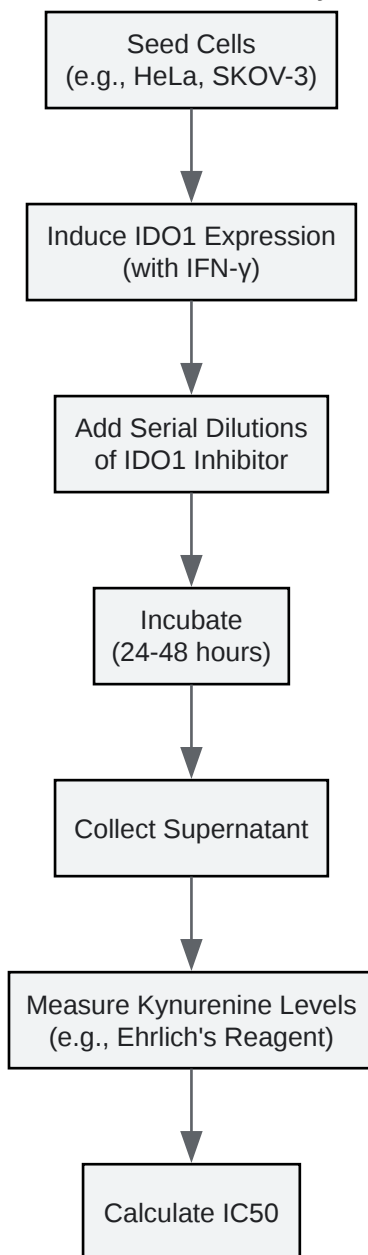 Seed Cells
(e.g., HeLa, SKOV-3)
Induce IDO1 Expression
(with IFN-γ)
Add Serial Dilutions
of IDO1 Inhibitor
Incubate
(24-48 hours)
Collect Supernatant
Measure Kynurenine Levels
(e.g., Ehrlich's Reagent)
Calculate IC50